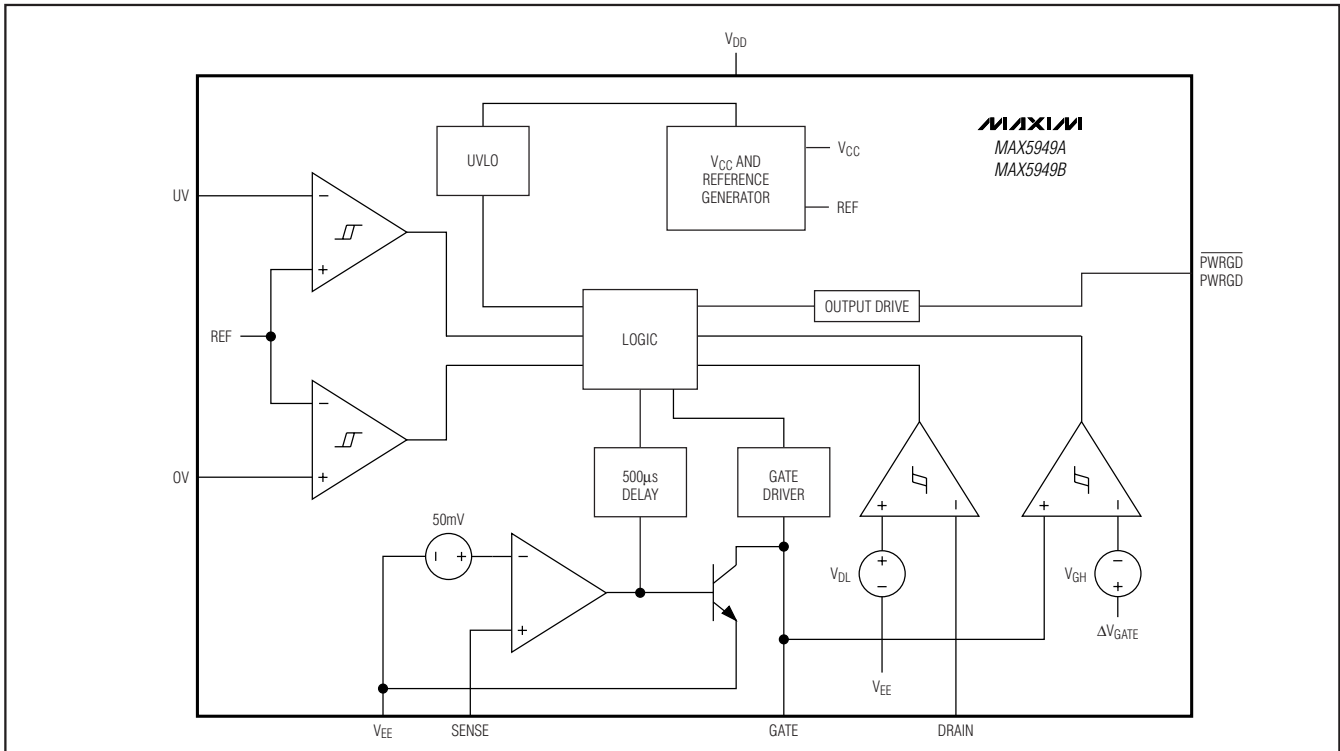 VDD
MAXIM
MAX5949A
MAX5949B
UVLO
VCC AND
REFERENCE
GENERATOR
VCC
REF
UV
−
+
PWRGD
PWRGD
OUTPUT DRIVE
REF
LOGIC
−
+
OV
500μs
DELAY
GATE
DRIVER
50mV
− +
−
+
+ −
+ −
VDL
+
−
VGH
−
+
ΔVGATE
VEE
VEE
SENSE
GATE
DRAIN